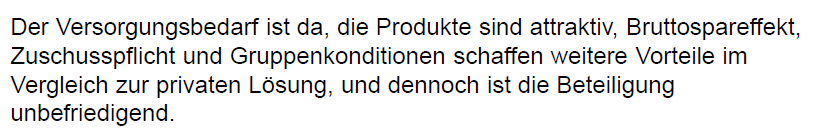 Der Versorgungsbedarf ist da, die Produkte sind attraktiv, Bruttospareffekt,
Zuschusspflicht und Gruppenkonditionen schaffen weitere Vorteile im
Vergleich zur privaten Lösung, und dennoch ist die Beteiligung
unbefriedigend.